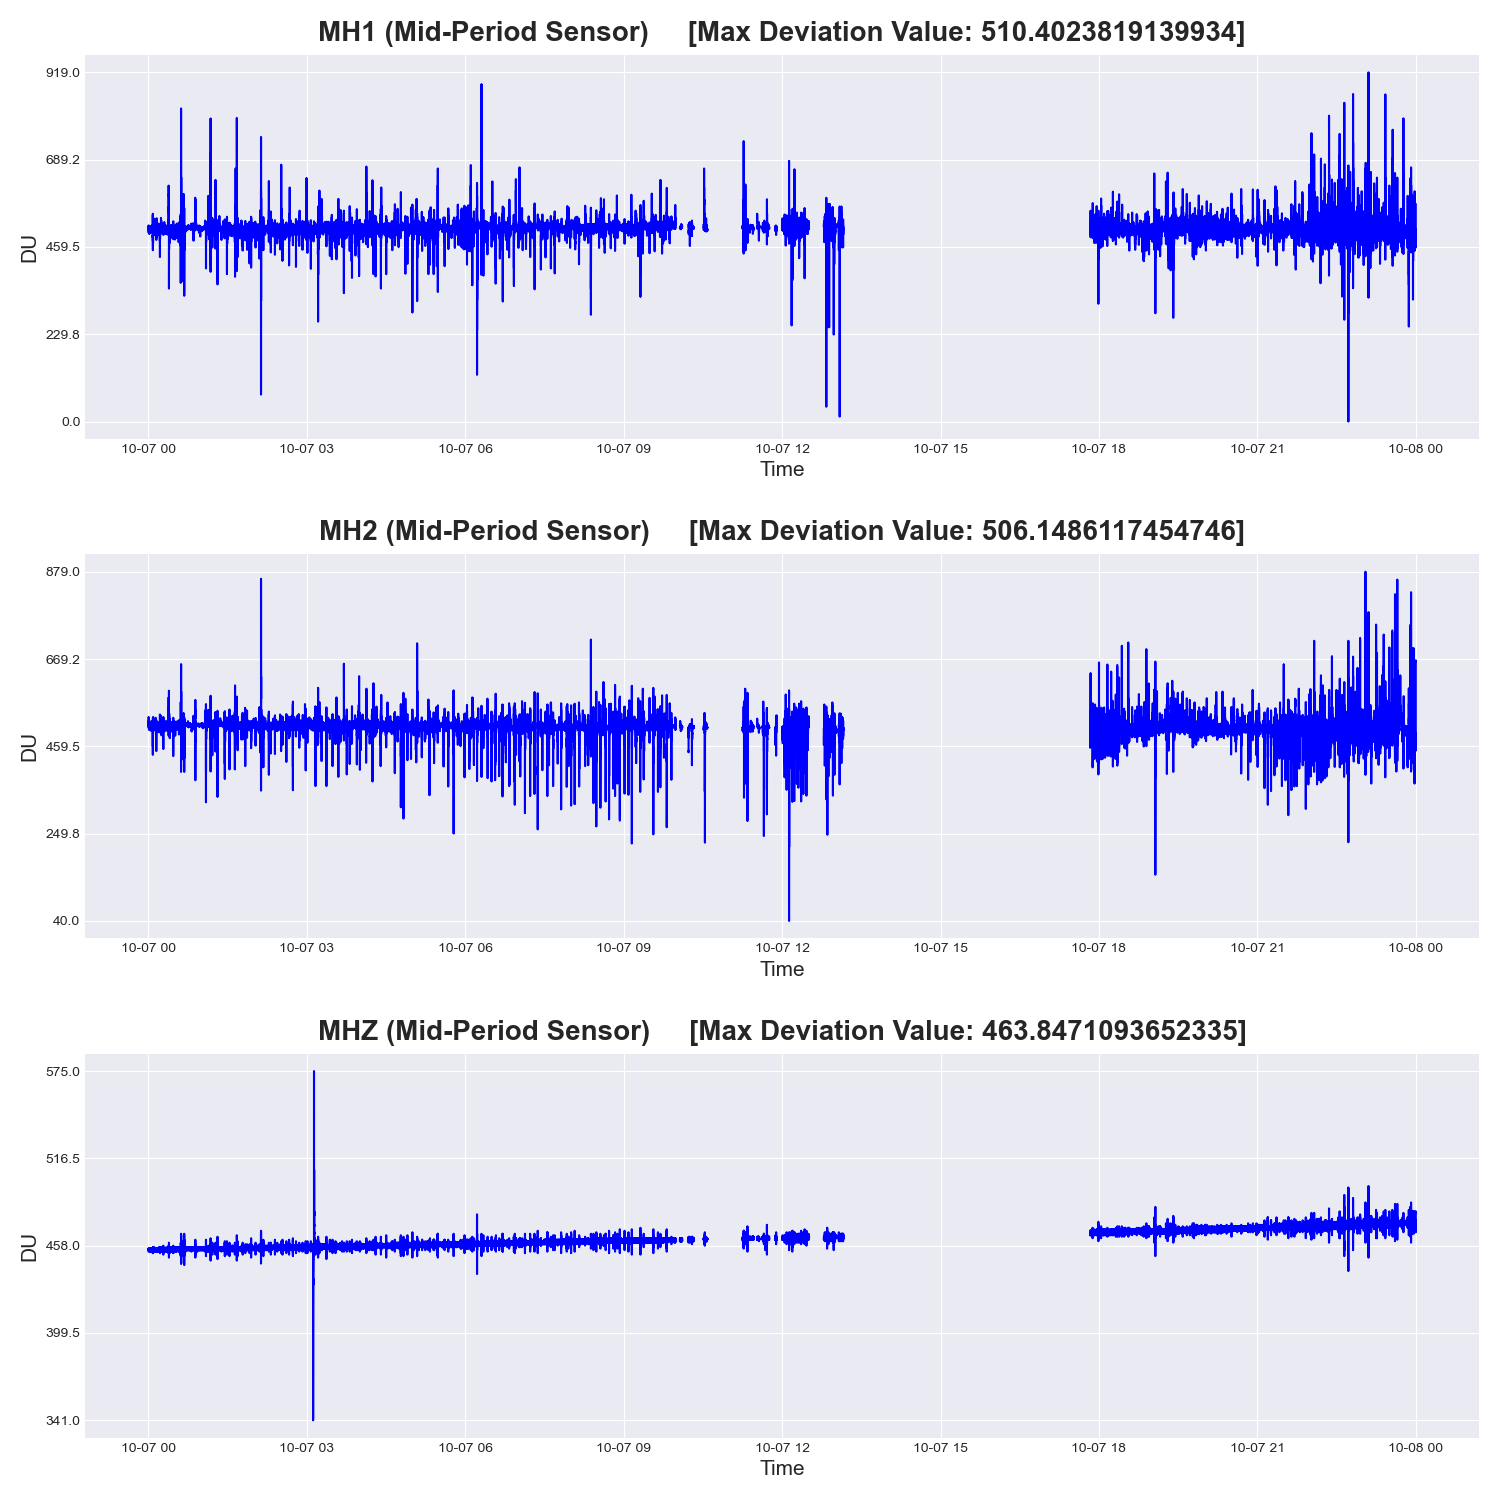 MH1 (Mid-Period Sensor) [Max Deviation Value: 510.4023819139934]
919.0
689.2
459.5
229.8
0.0
DU
10-07 00 10-07 03 10-07 06 10-07 09 10-07 12 10-07 15 10-07 18 10-07 21 10-08 00
Time
MH2 (Mid-Period Sensor) [Max Deviation Value: 506.1486117454746]
879.0
669.2
459.5
249.8
40.0
DU
10-07 00 10-07 03 10-07 06 10-07 09 10-07 12 10-07 15 10-07 18 10-07 21 10-08 00
Time
MHZ (Mid-Period Sensor) [Max Deviation Value: 463.8471093652335]
575.0
516.5
458.0
399.5
341.0
DU
10-07 00 10-07 03 10-07 06 10-07 09 10-07 12 10-07 15 10-07 18 10-07 21 10-08 00
Time